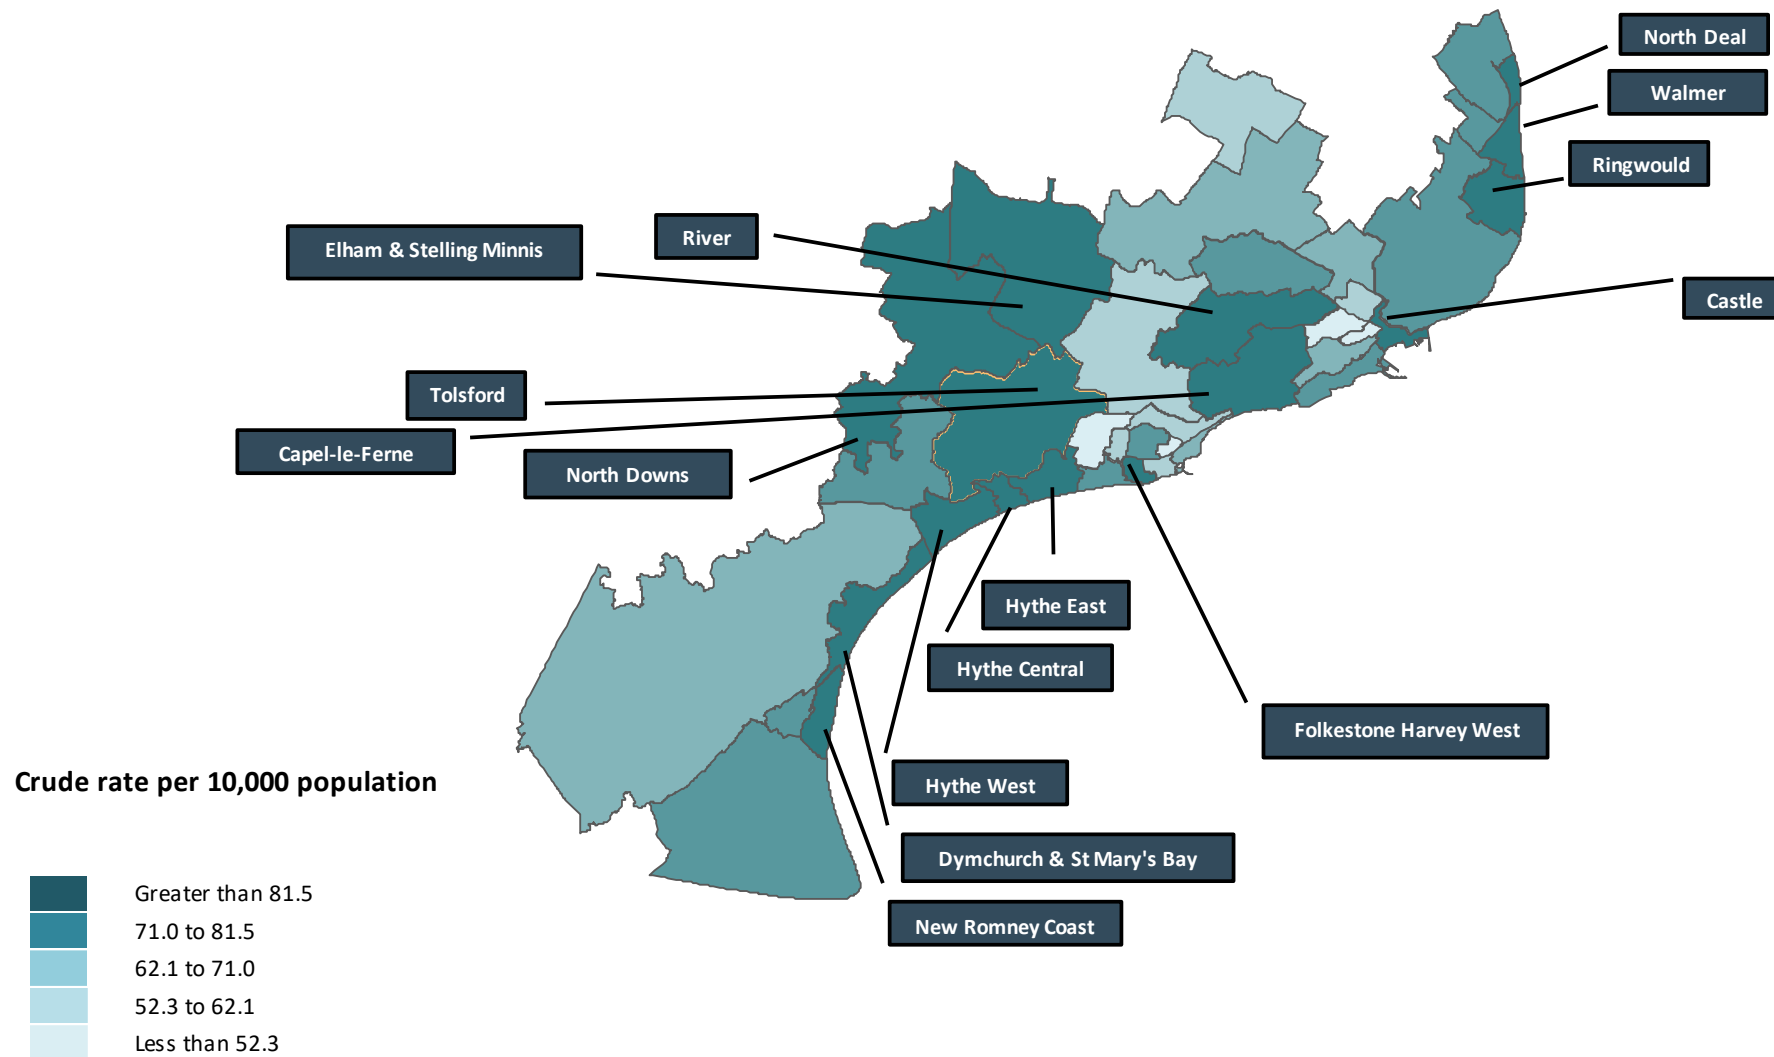 North Deal
Walmer
Ringwould
River
Elham & Stelling Minnis
Castle
Tolsford
Capel-le-Ferne
North Downs
Hythe East
Hythe Central
Folkestone Harvey West
Hythe West
Dymchurch & St Mary's Bay
New Romney Coast
Crude rate per 10,000 population
Greater than 81.5
71.0 to 81.5
62.1 to 71.0
52.3 to 62.1
Less than 52.3